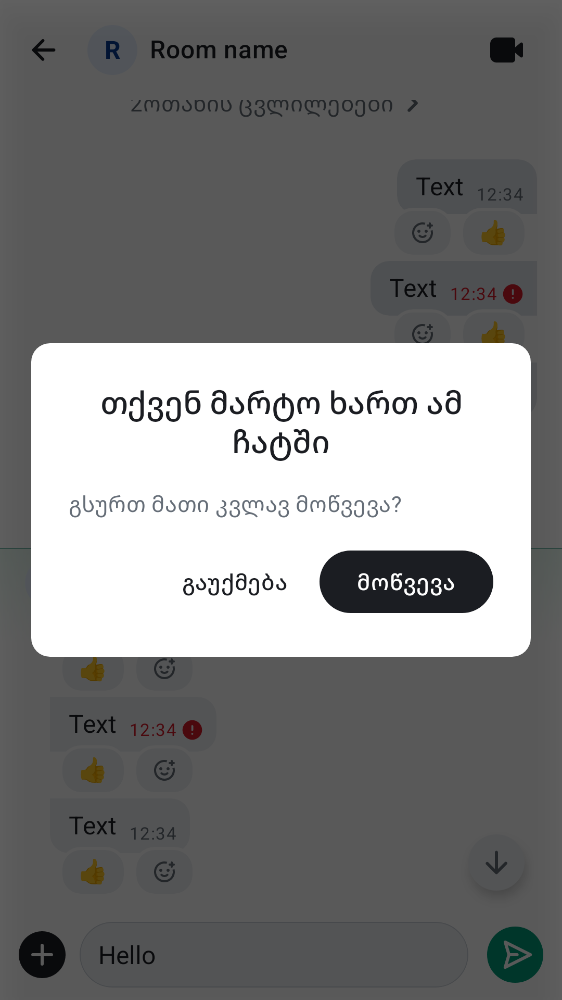 R Room name
2ოთახის ცვლილებები
Text 12:34
Text 12:34
თქვენ მარტო ხართ ამ
ჩატში
გსურთ მათი კვლავ მოწვევა?
გაუქმება მოწვევა
Text 12:34
Text 12:34
Hello